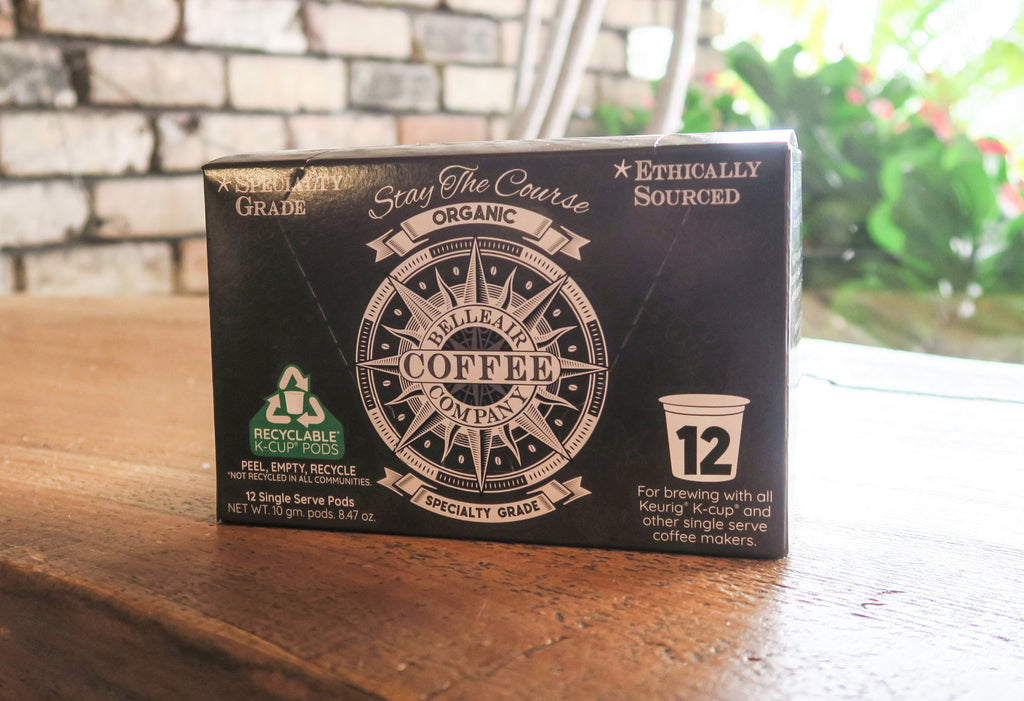 *Specialty
Grade
Stay The Course
*Ethically
Sourced
ORGANIC
BELLEAIR
COFFEE
COMPANY
RECYCLABLE*
K-CUP® PODS
PEEL, EMPTY, RECYCLE
*NOT RECYCLED IN ALL COMMUNITIES.
12 Single Serve Pods
NET WT. 10 gm. pods. 8.47 oz.
SPECIALTY GRADE
12
For brewing with all
Keurig® K-cup® and
other single serve
coffee makers.